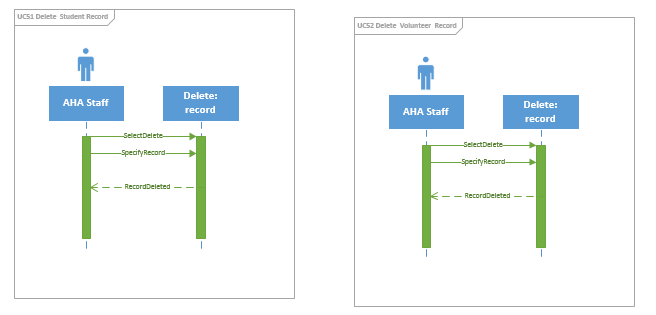 UCS1 Delete Student Record
AHA Staff
Delete:
record
SelectDelete
SpecifyRecord
RecordDeleted
UCS2 Delete Volunteer Record
AHA Staff
Delete:
record
SelectDelete
SpecifyRecord
RecordDeleted